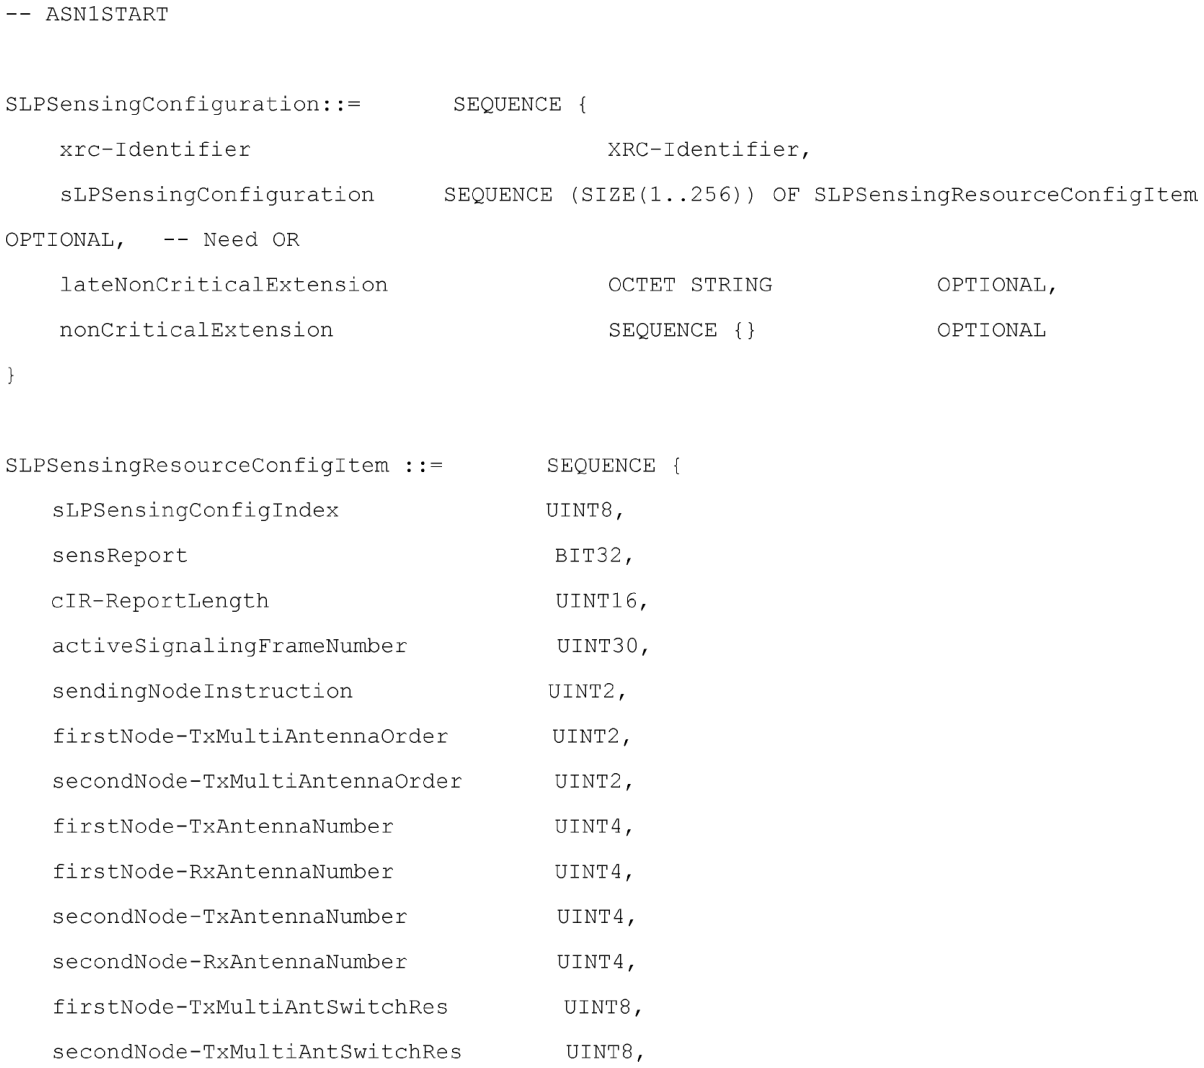 -- ASN1START
SLPSensingConfiguration::= SEQUENCE {
xrc-Identifier XRC-Identifier,
sLPSensingConfiguration SEQUENCE (SIZE(1..256)) OF SLPSensingResourceConfigItem
OPTIONAL, -- Need OR
lateNonCriticalExtension OCTET STRING OPTIONAL,
nonCriticalExtension SEQUENCE {} OPTIONAL
}
SLPSensingResourceConfigItem ::= SEQUENCE {
sLPSensingConfigIndex UINT8,
sensReport BIT32,
cIR-ReportLength UINT16,
activeSignalingFrameNumber UINT30,
sendingNodeInstruction UINT2,
firstNode-TxMultiAntennaOrder UINT2,
secondNode-TxMultiAntennaOrder UINT2,
firstNode-TxAntennaNumber UINT4,
firstNode-RxAntennaNumber UINT4,
secondNode-TxAntennaNumber UINT4,
secondNode-RxAntennaNumber UINT4,
firstNode-TxMultiAntSwitchRes UINT8,
secondNode-TxMultiAntSwitchRes UINT8,